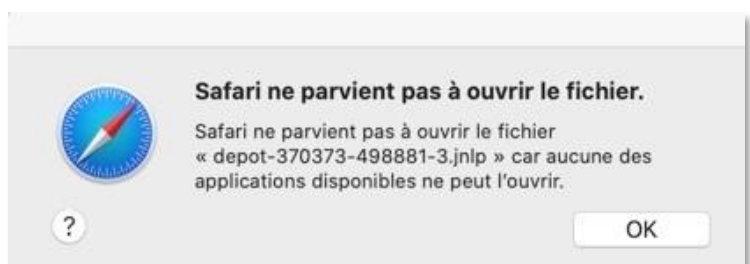 Safari ne parvient pas à ouvrir le fichier.
Safari ne parvient pas à ouvrir le fichier
« depot-370373-498881-3.jnlp » car aucune des
applications disponibles ne peut l'ouvrir.
?
OK